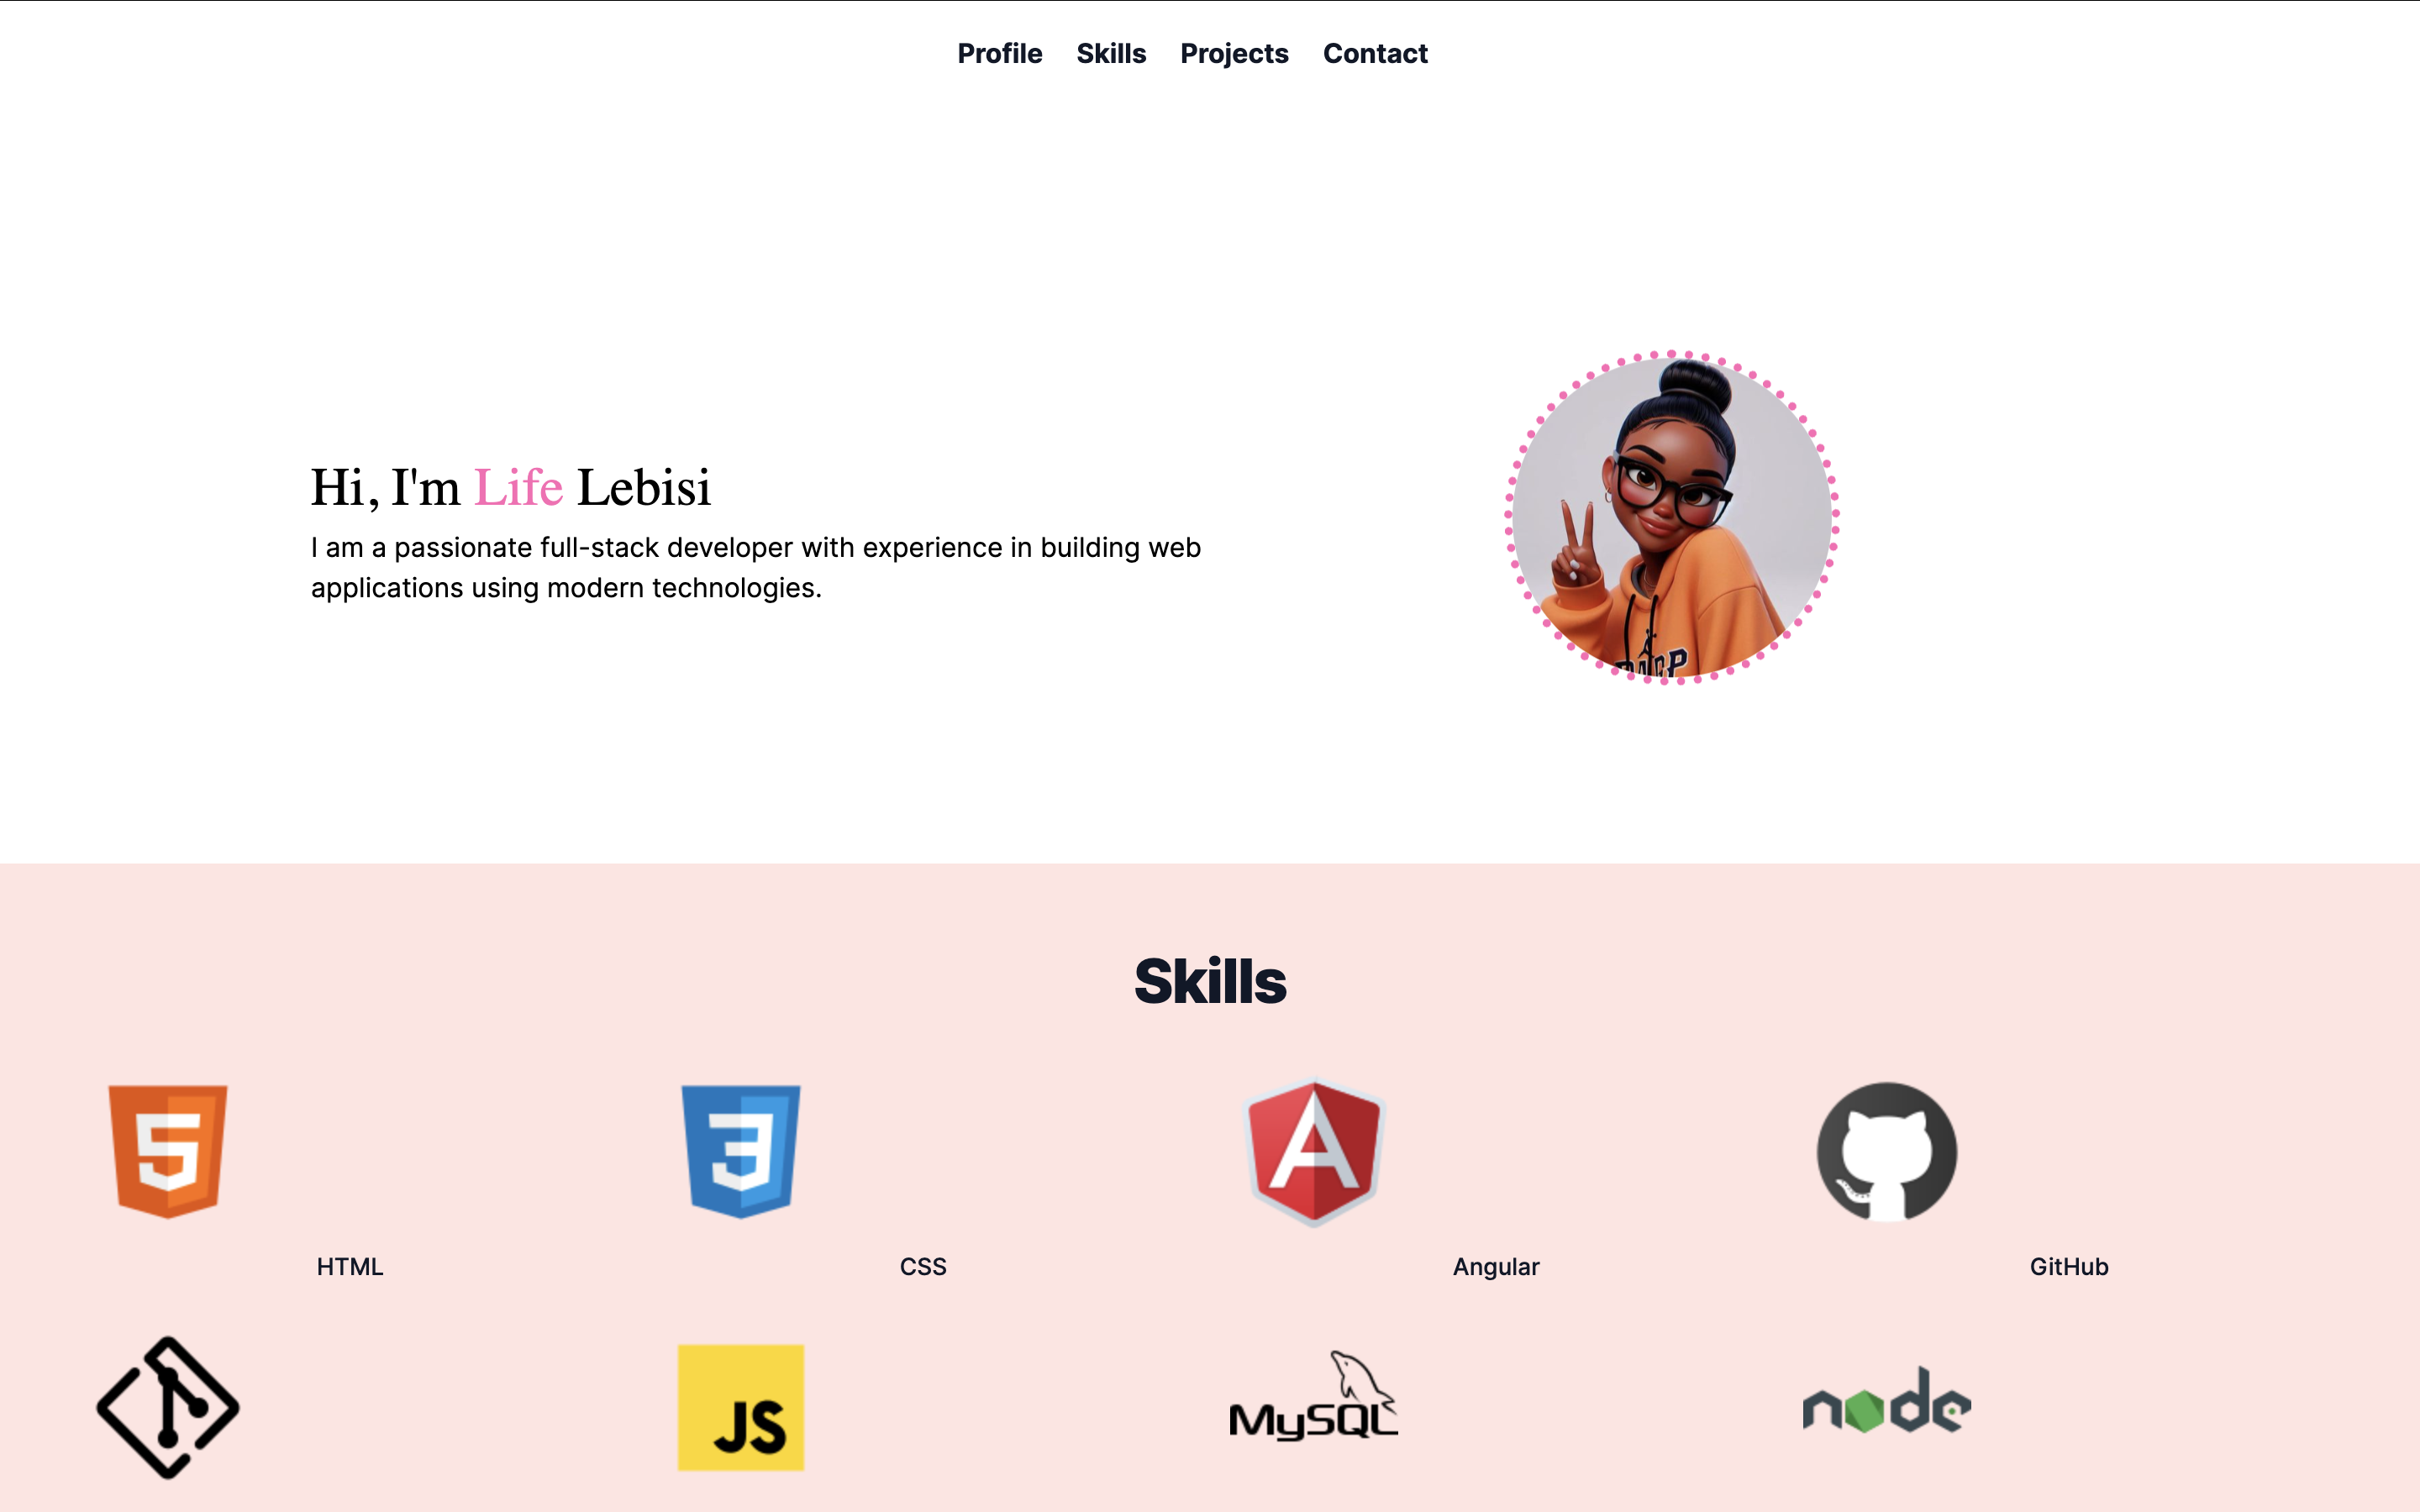 Profile Skills Projects Contact
Hi, I'm Life Lebisi
I am a passionate full-stack developer with experience in building web
applications using modern technologies.
Skills
5
3
A
HTML
CSS
Angular
GitHub
JS
MySQL
node